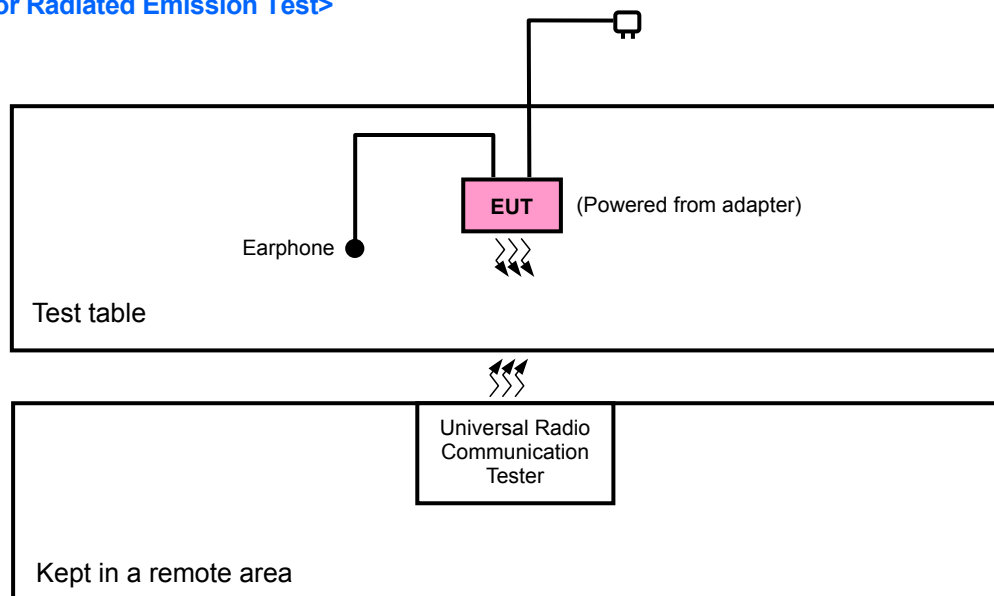 or Radiated Emission Test>
EUT
(Powered from adapter)
Earphone
Test table
Universal Radio
Communication
Tester
Kept in a remote area